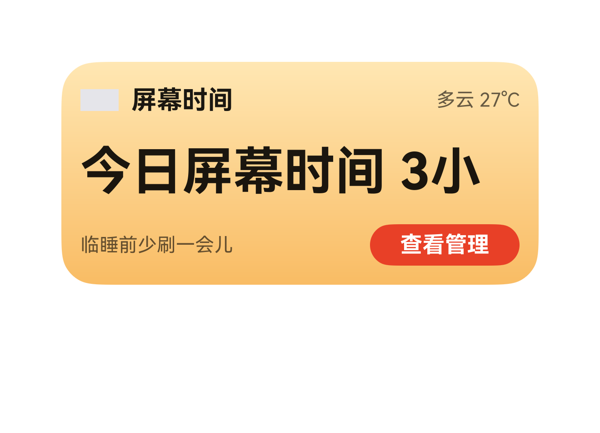 屏幕时间
多云 27°C
今日屏幕时间 3小
临睡前少刷一会儿
查看管理